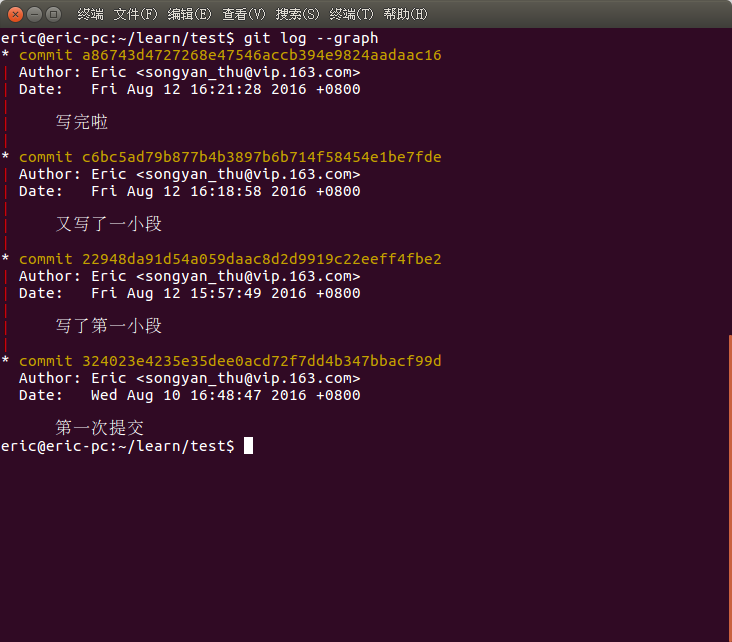 终端 文件(F) 编辑(E) 查看(V) 搜索(S) 终端(T) 帮助(H)
eric@eric-pc:~/learn/test$ git log --graph
* commit a86743d4727268e47546accb394e9824aadaac16
| Author: Eric <songyan_thu@vip.163.com>
| Date:   Fri Aug 12 16:21:28 2016 +0800
|
|     写完啦
|
* commit c6bc5ad79b877b4b3897b6b714f58454e1be7fde
| Author: Eric <songyan_thu@vip.163.com>
| Date:   Fri Aug 12 16:18:58 2016 +0800
|
|     又写了一小段
|
* commit 22948da91d54a059daac8d2d9919c22eeff4fbe2
| Author: Eric <songyan_thu@vip.163.com>
| Date:   Fri Aug 12 15:57:49 2016 +0800
|
|     写了第一小段
|
* commit 324023e4235e35dee0acd72f7dd4b347bbacf99d
  Author: Eric <songyan_thu@vip.163.com>
  Date:   Wed Aug 10 16:48:47 2016 +0800

      第一次提交
eric@eric-pc:~/learn/test$